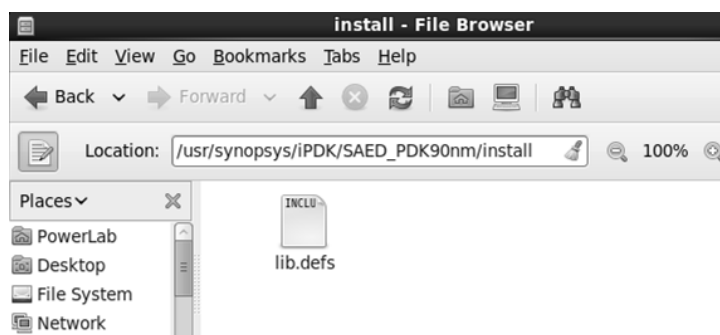 install - File Browser
File Edit View Go Bookmarks Tabs Help
Back Forward
Location: /usr/synopsys/iPDK/SAED_PDK90nm/install 100%
Places
INCLU
PowerLab
lib.defs
Desktop
File System
Network